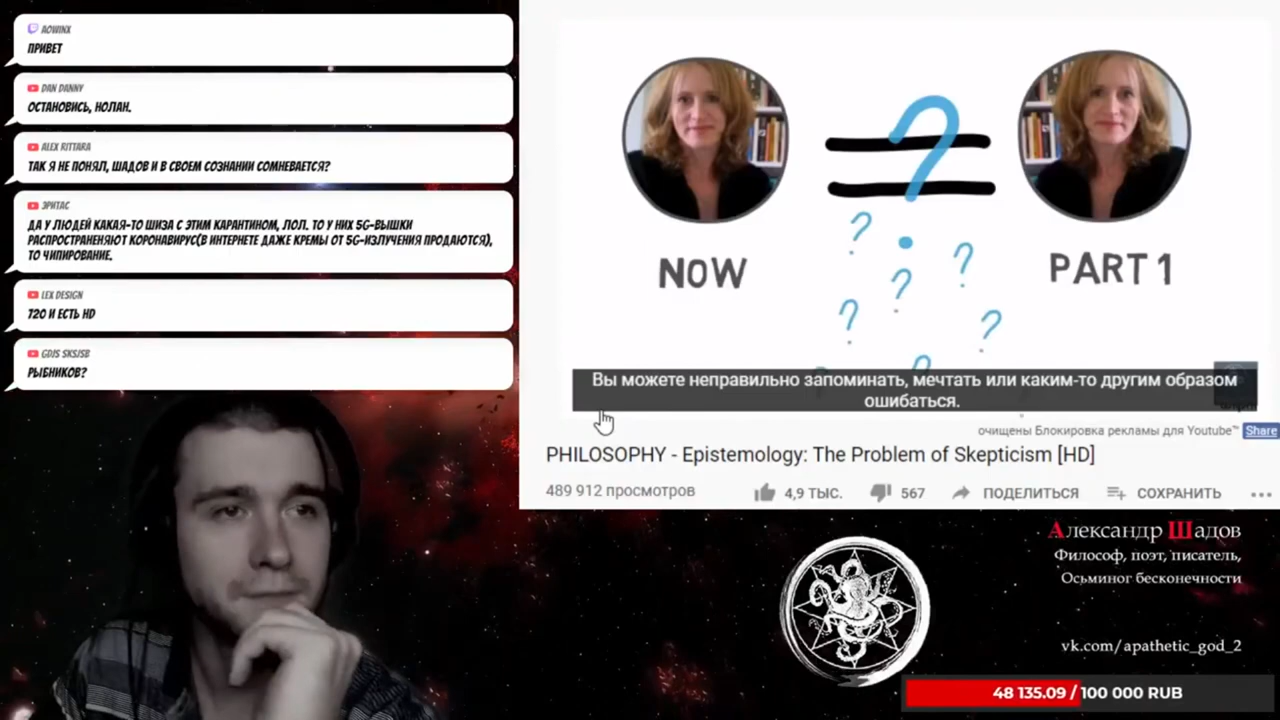 AOWINX
ПРИВЕТ
DAN DANNY
ОСТАНОВИСЬ, НОЛАН.
ALEX RITTARA
ТАК Я НЕ ПОНЯЛ, ШАДОВ И В СВОЕМ СОЗНАНИИ СОМНЕВАЕТСЯ?
ЭРИТАС
ДА У ЛЮДЕЙ КАКАЯ-ТО ШИЗА С ЭТИМ КАРАНТИНОМ, ЛОЛ. ТО У НИХ 5G-ВЫШКИ
РАСПРОСТРАНЕНЯЮТ КОРОНАВИРУС(В ИНТЕРНЕТЕ ДАЖЕ КРЕМЫ ОТ 5G-ИЗЛУЧЕНИЯ ПРОДАЮТСЯ),
ТО ЧИПИРОВАНИЕ.
LEX DESIGN
720 И ЕСТЬ HD
GDJS SKSJSB
РЫБНИКОВ?
NOW
PART 1
Вы можете неправильно запоминать, мечтать или каким-то другим образом
ошибаться.
очищены Блокировка рекламы для Youtube™ Share
PHILOSOPHY - Epistemology: The Problem of Skepticism [HD]
489 912 просмотров
4,9 ТЫС.
567
ПОДЕЛИТЬСЯ
СОХРАНИТЬ
Александр Шадов
Философ, поэт, писатель,
Осьминог бесконечности
vk.com/apathetic_god_2
48 135.09 / 100 000 RUB